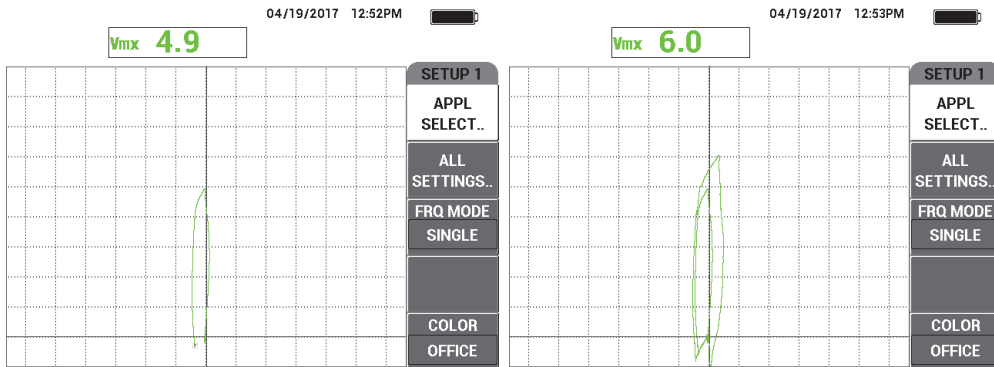 04/19/2017 12:52PM
Vmx 4.9
SETUP 1
APPL
SELECT..
ALL
SETTINGS..
FRQ MODE
SINGLE
COLOR
OFFICE
04/19/2017 12:53PM
Vmx 6.0
SETUP 1
APPL
SELECT..
ALL
SETTINGS..
FRQ MODE
SINGLE
COLOR
OFFICE